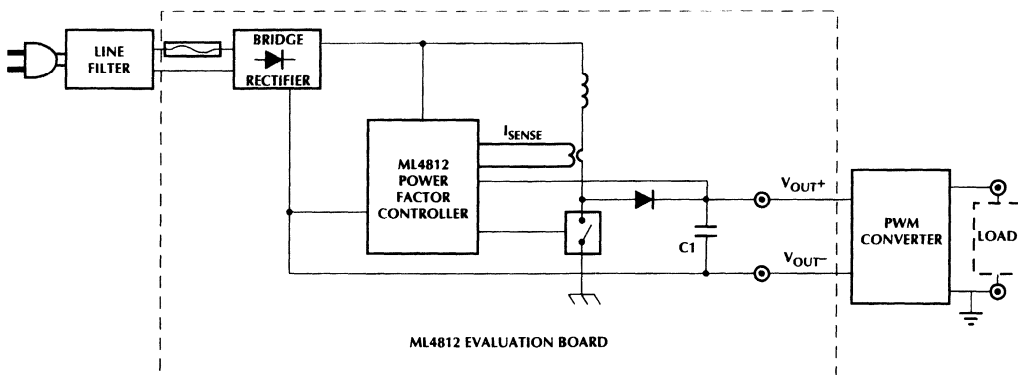 LINE
FILTER
BRIDGE
RECTIFIER
ISENSE
ML4812
POWER
FACTOR
CONTROLLER
C1
VOUT+
VOUT−
PWM
CONVERTER
LOAD
ML4812 EVALUATION BOARD